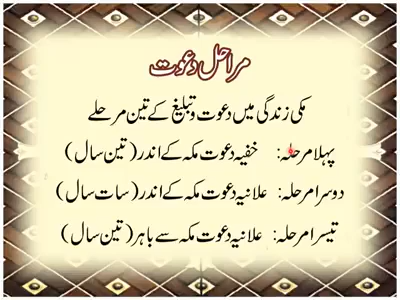 مراحل دعوت
مکی زندگی میں دعوت و تبلیغ کے تین مرحلے
پہلا مرحلہ: خفیہ دعوت مکہ کے اندر (تین سال)
دوسرا مرحلہ: علانیہ دعوت مکہ کے اندر (سات سال)
تیسرا مرحلہ: علانیہ دعوت مکہ سے باہر (تین سال)